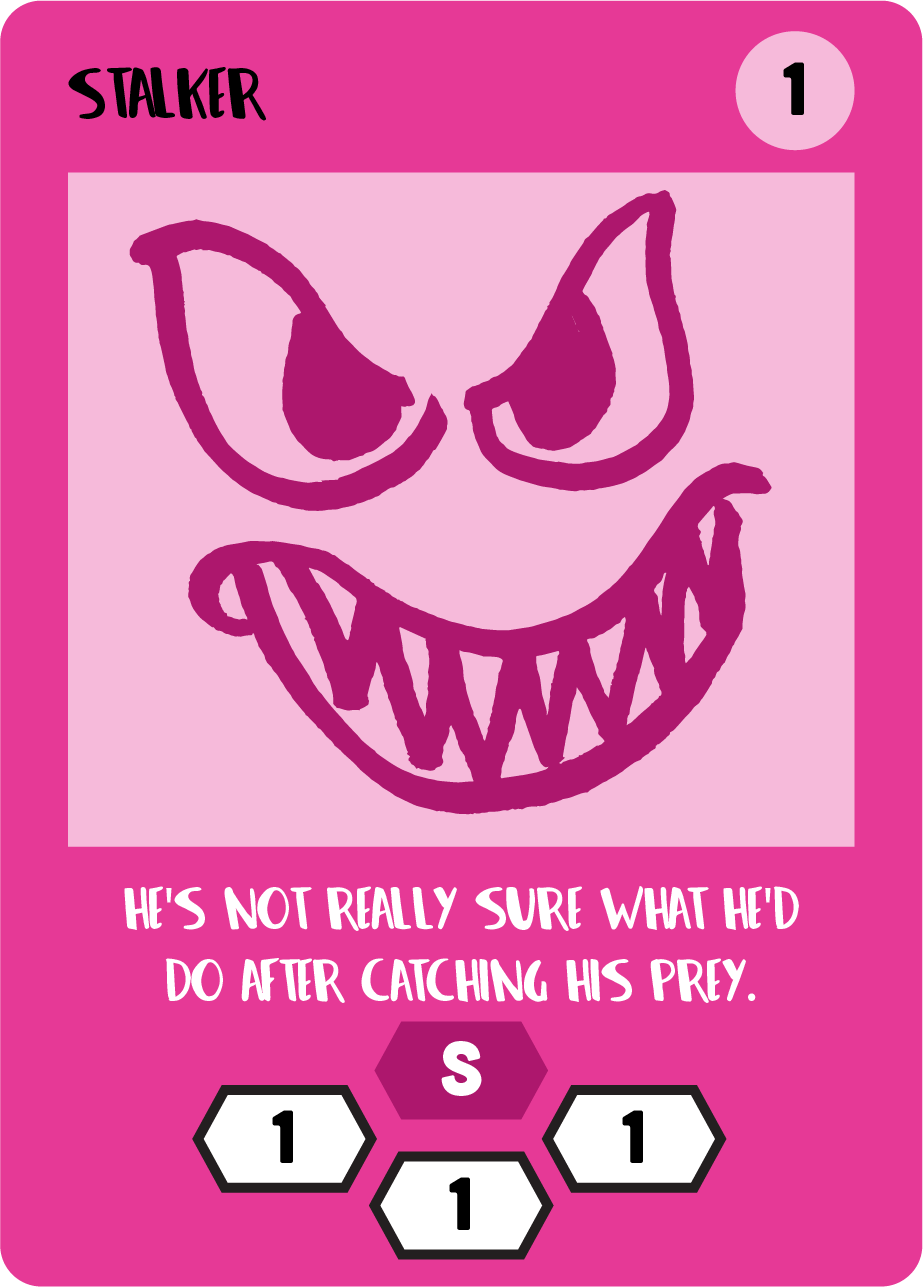 STALKER
1
HE'S NOT REALLY SURE WHAT HE'D
DO AFTER CATCHING HIS PREY.
S
1
1
1